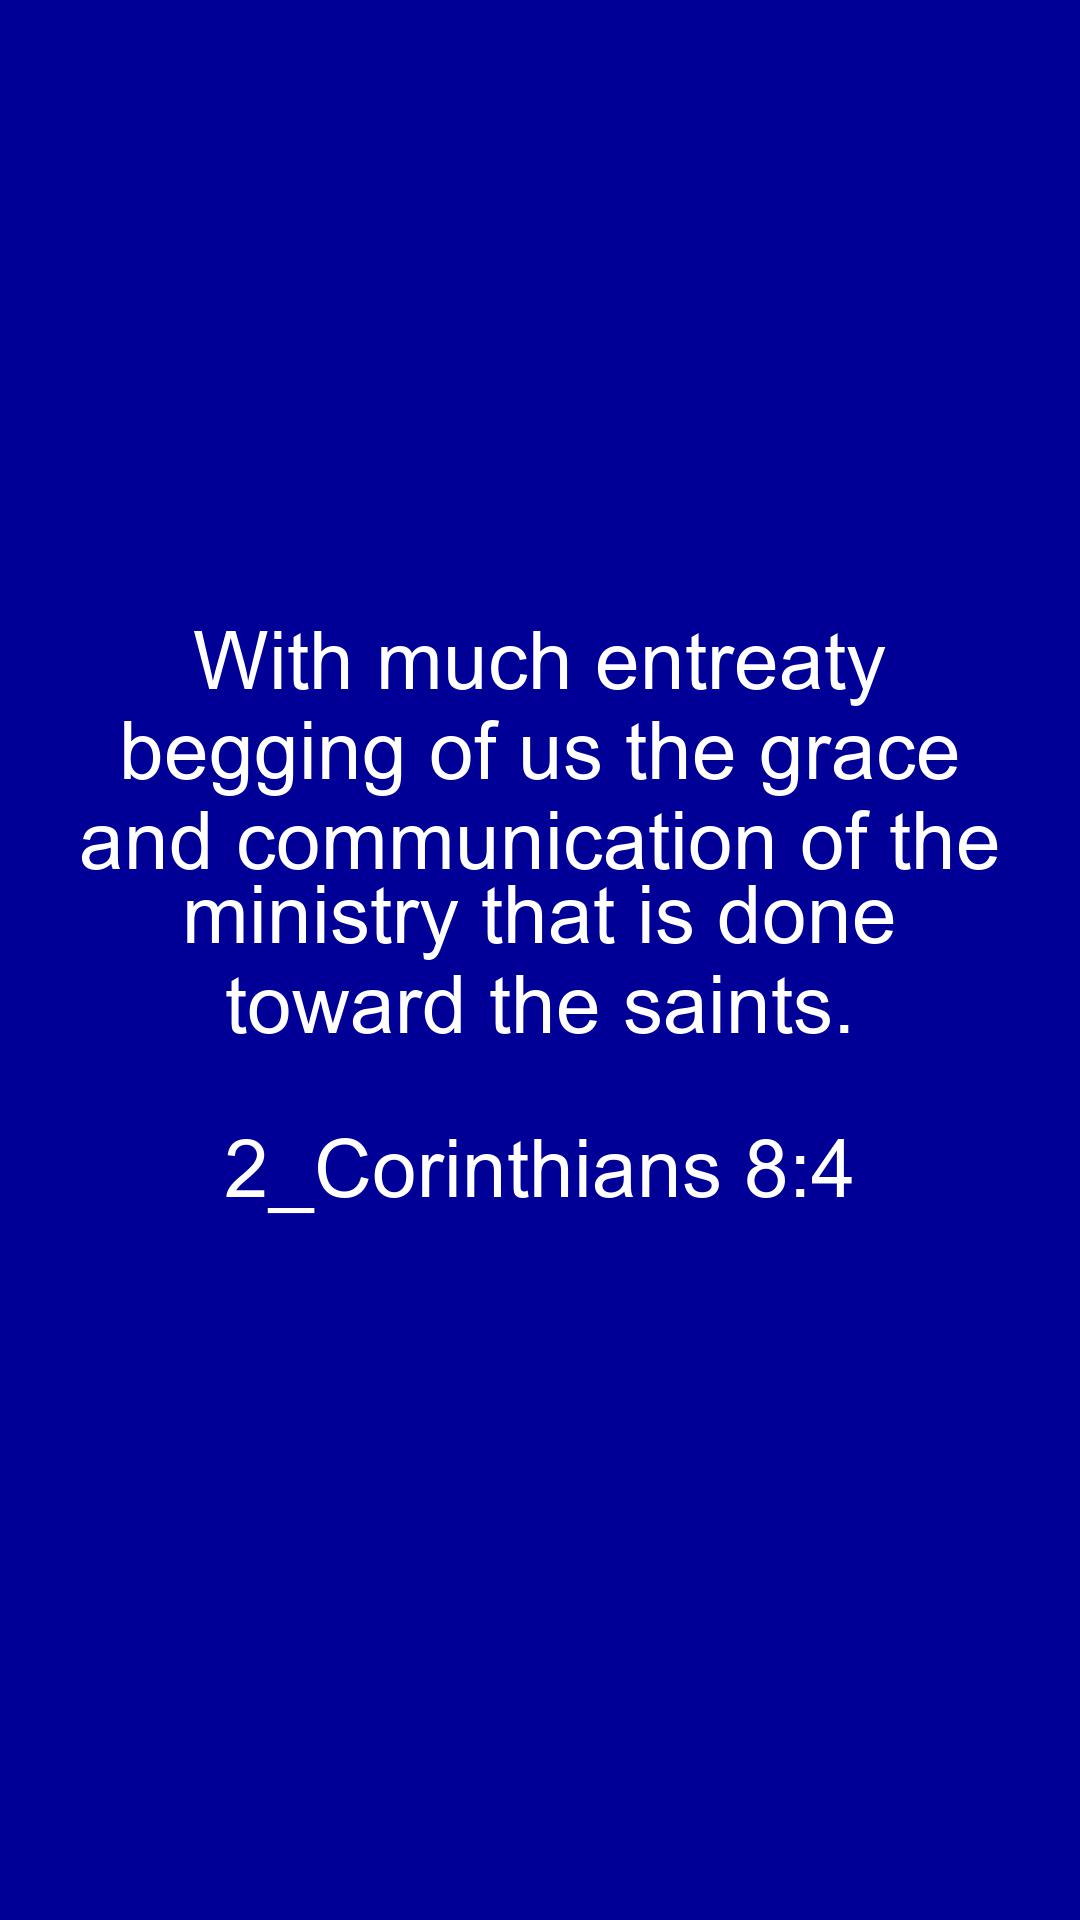 With much entreaty
begging of us the grace
and communication of the
ministry that is done
toward the saints.
2_Corinthians 8:4